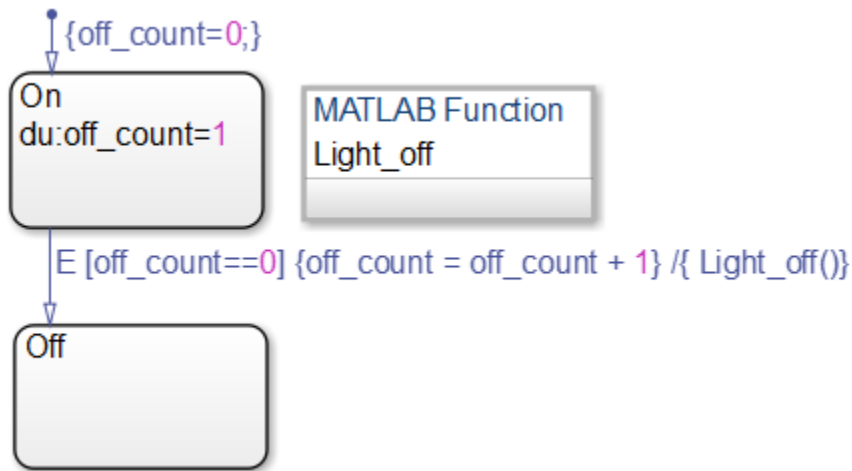 {off_count=0;}
On
du:off_count=1
MATLAB Function
Light_off
E [off_count==0] {off_count = off_count + 1} /{ Light_off()}
Off